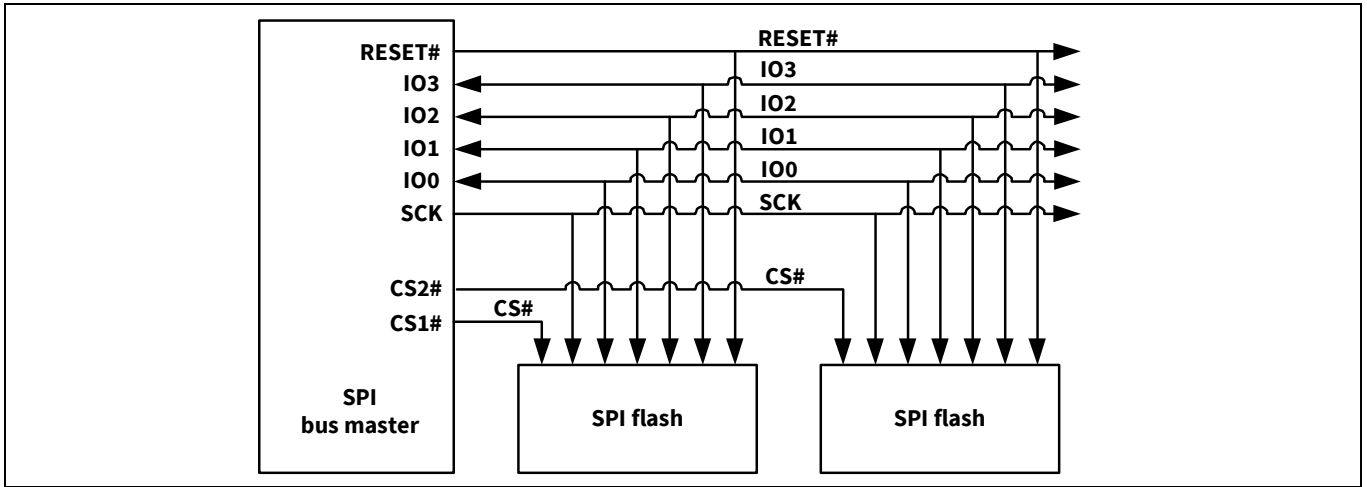 RESET#
RESET#
IO3
IO3
IO2
IO2
IO1
IO1
IO0
IO0
SCK
SCK
CS2#
CS#
CS1#
CS#
SPI
bus master
SPI flash
SPI flash